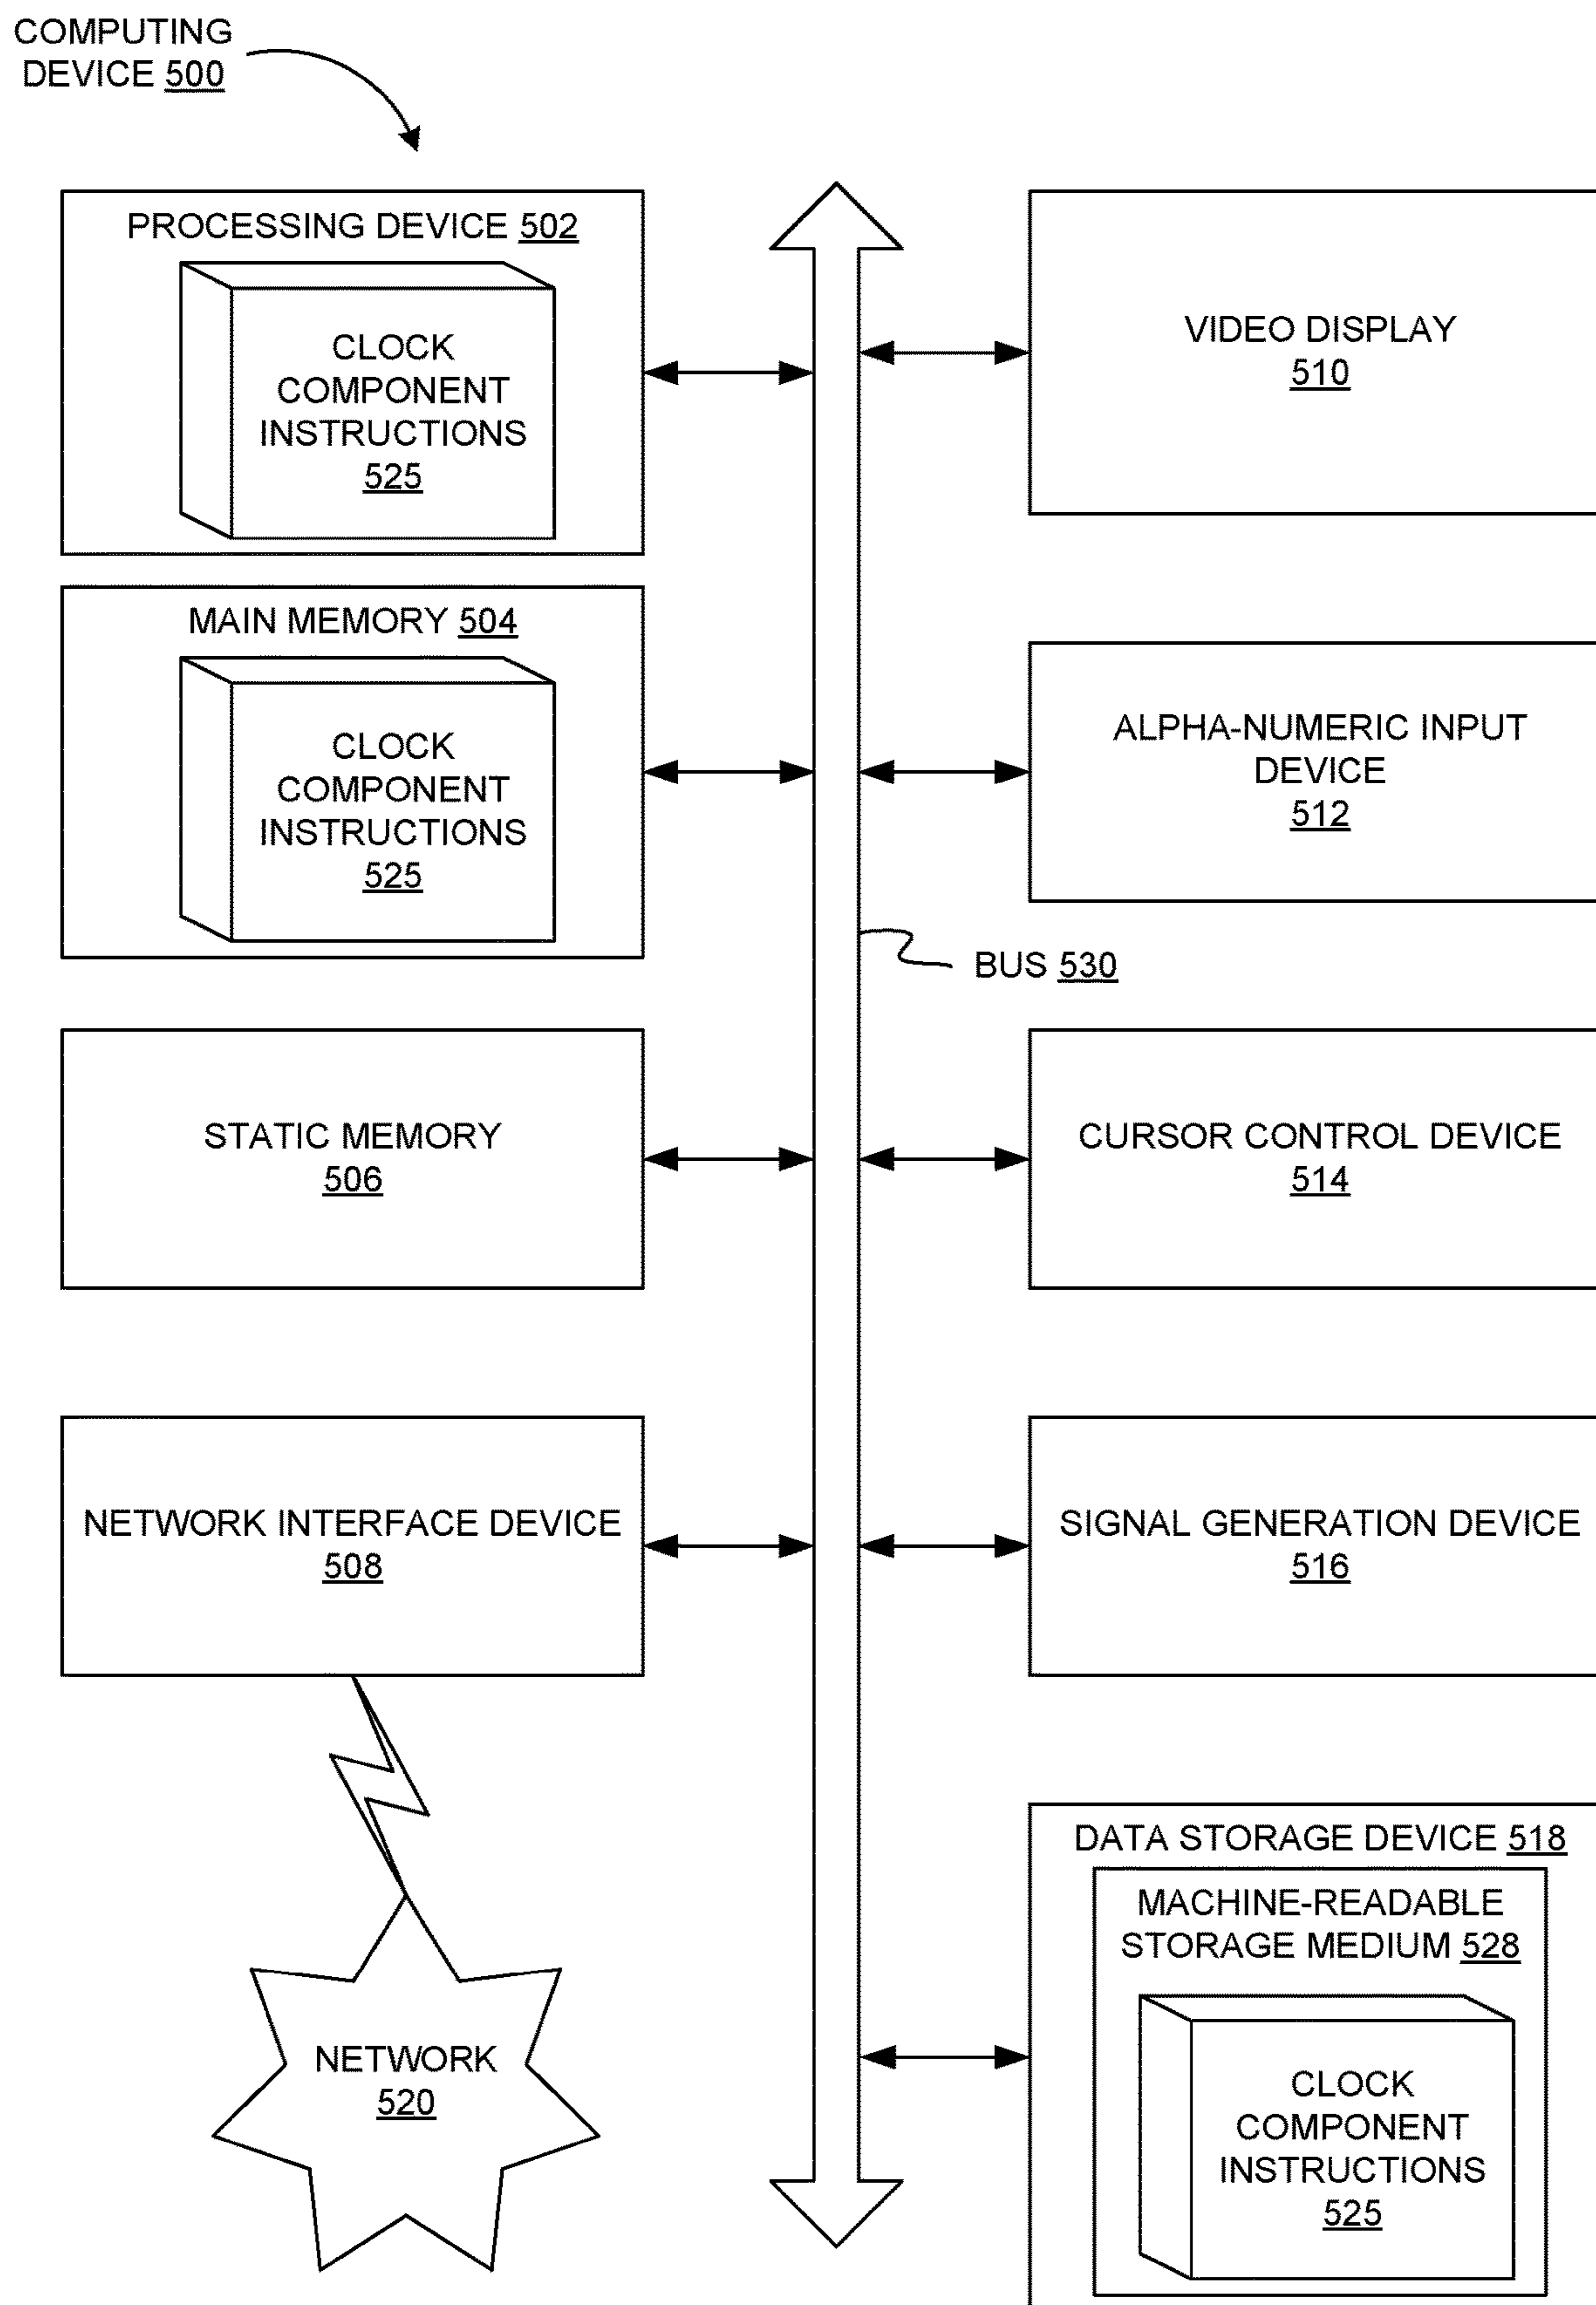 COMPUTING
DEVICE 500
PROCESSING DEVICE 502
CLOCK
COMPONENT
INSTRUCTIONS
525
VIDEO DISPLAY
510
MAIN MEMORY 504
CLOCK
COMPONENT
INSTRUCTIONS
525
ALPHA-NUMERIC INPUT
DEVICE
512
BUS 530
STATIC MEMORY
506
CURSOR CONTROL DEVICE
514
NETWORK INTERFACE DEVICE
508
SIGNAL GENERATION DEVICE
516
DATA STORAGE DEVICE 518
MACHINE-READABLE
STORAGE MEDIUM 528
CLOCK
COMPONENT
INSTRUCTIONS
525
NETWORK
520